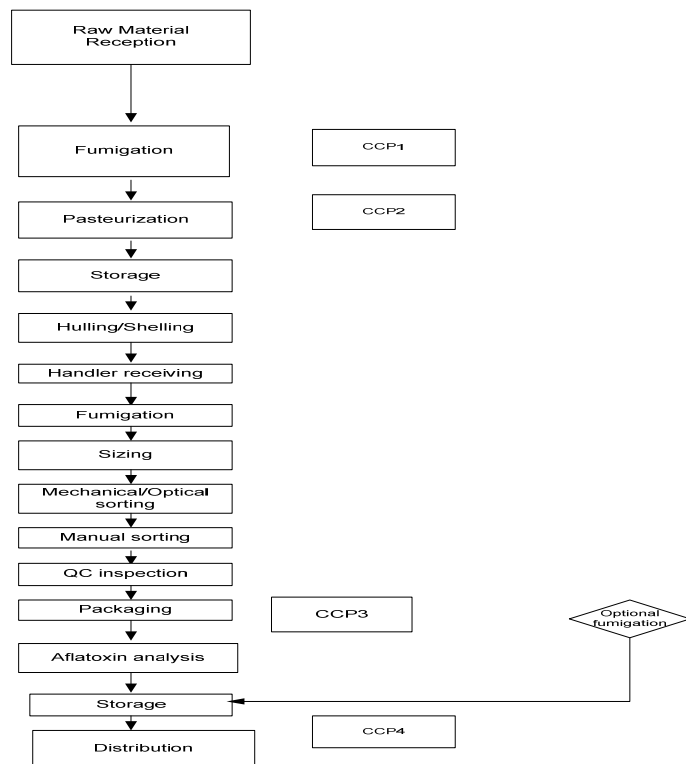 Raw Material
Reception
Fumigation
CCP1
Pasteurization
CCP2
Storage
Hulling/Shelling
Handler receiving
Fumigation
Sizing
Mechanical/Optical
sorting
Manual sorting
QC inspection
Packaging
CCP3
Optional
fumigation
Aflatoxin analysis
Storage
CCP4
Distribution